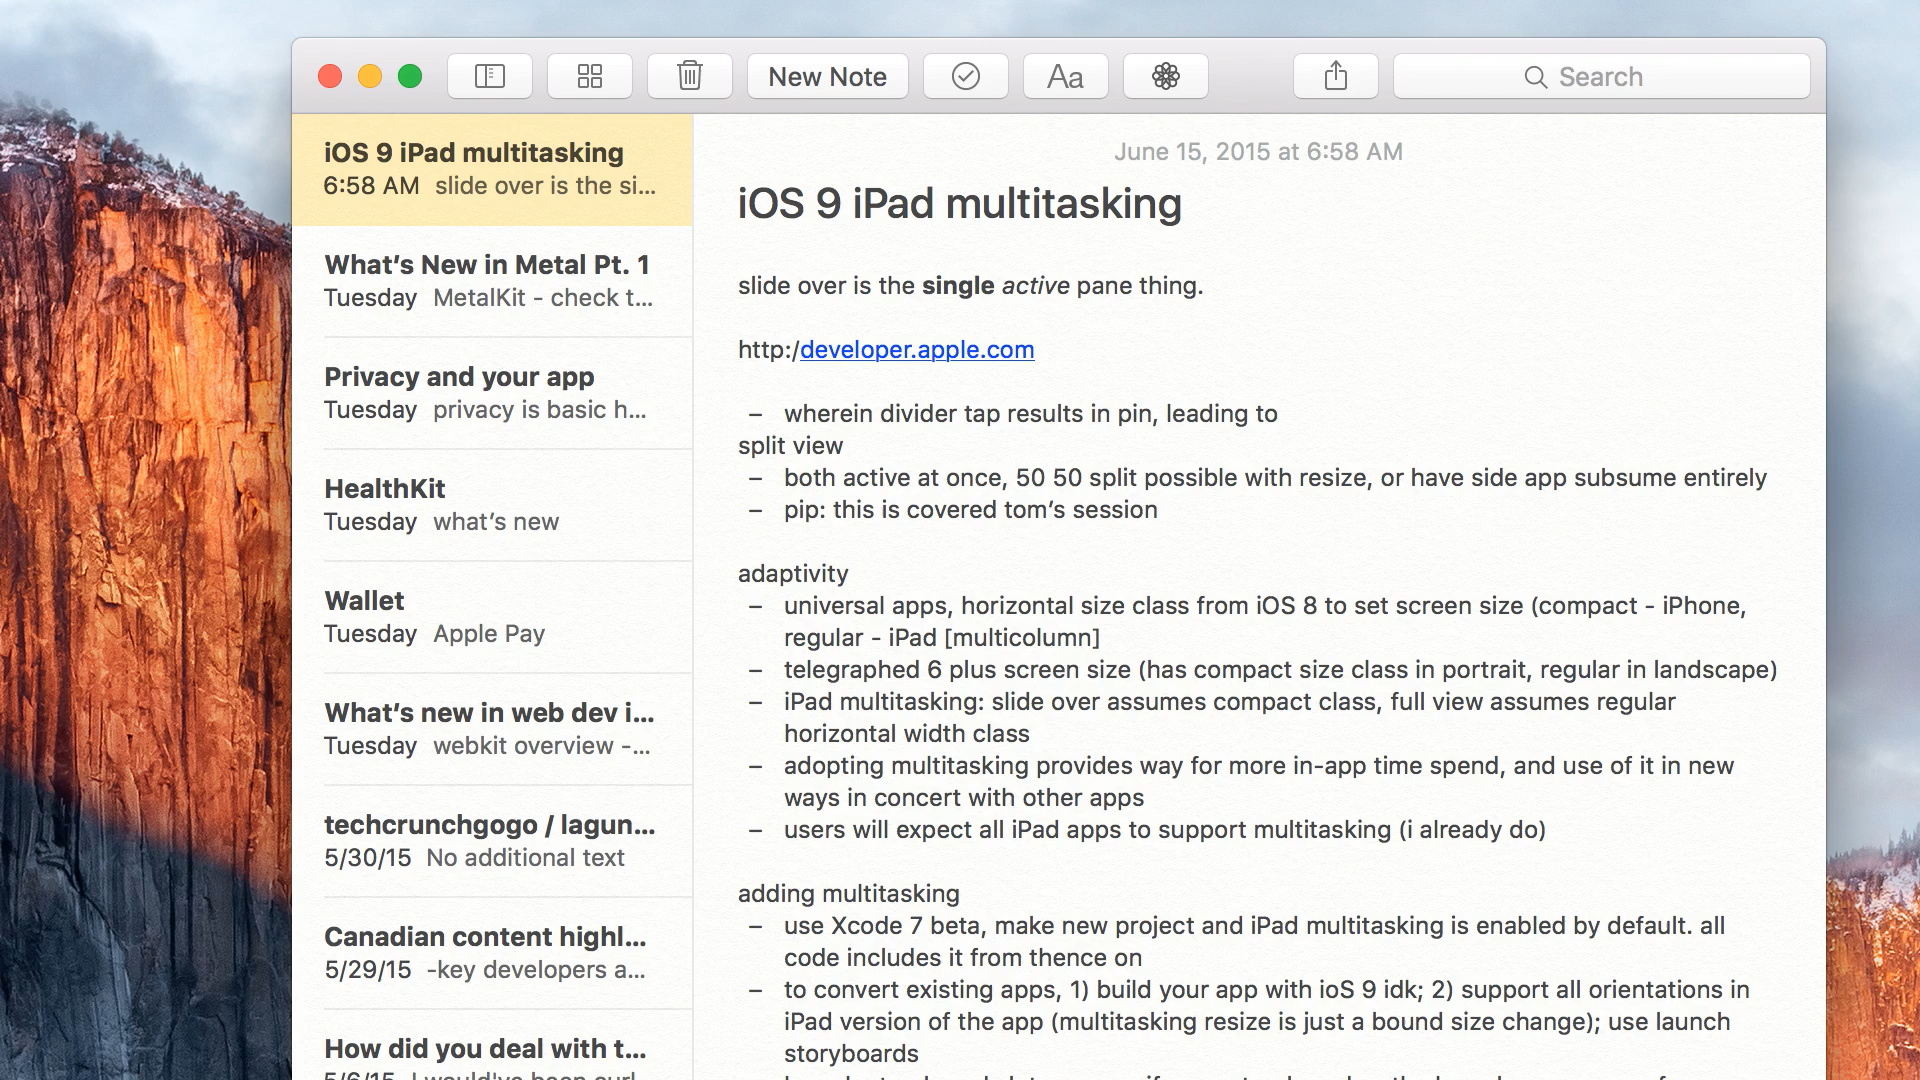 New Note
Aa
Search
iOS 9 iPad multitasking
6:58 AM slide over is the si...
What's New in Metal Pt. 1
Tuesday MetalKit - check t...
Privacy and your app
Tuesday privacy is basic h...
HealthKit
Tuesday what's new
Wallet
Tuesday Apple Pay
What's new in web dev i...
Tuesday webkit overview -...
techcrunchgogo / lagun...
5/30/15 No additional text
Canadian content highl...
5/29/15 -key developers a...
How did you deal with t...
5/6/15 I would've been
June 15, 2015 at 6:58 AM
iOS 9 iPad multitasking
slide over is the single active pane thing.
http:/developer.apple.com
– wherein divider tap results in pin, leading to
split view
– both active at once, 50 50 split possible with resize, or have side app subsume entirely
– pip: this is covered tom's session
adaptivity
– universal apps, horizontal size class from iOS 8 to set screen size (compact - iPhone,
regular - iPad [multicolumn]
– telegraphed 6 plus screen size (has compact size class in portrait, regular in landscape)
– iPad multitasking: slide over assumes compact class, full view assumes regular
horizontal width class
– adopting multitasking provides way for more in-app time spend, and use of it in new
ways in concert with other apps
– users will expect all iPad apps to support multitasking (i already do)
adding multitasking
– use Xcode 7 beta, make new project and iPad multitasking is enabled by default. all
code includes it from thence on
– to convert existing apps, 1) build your app with ioS 9 idk; 2) support all orientations in
iPad version of the app (multitasking resize is just a bound size change); use launch
storyboards